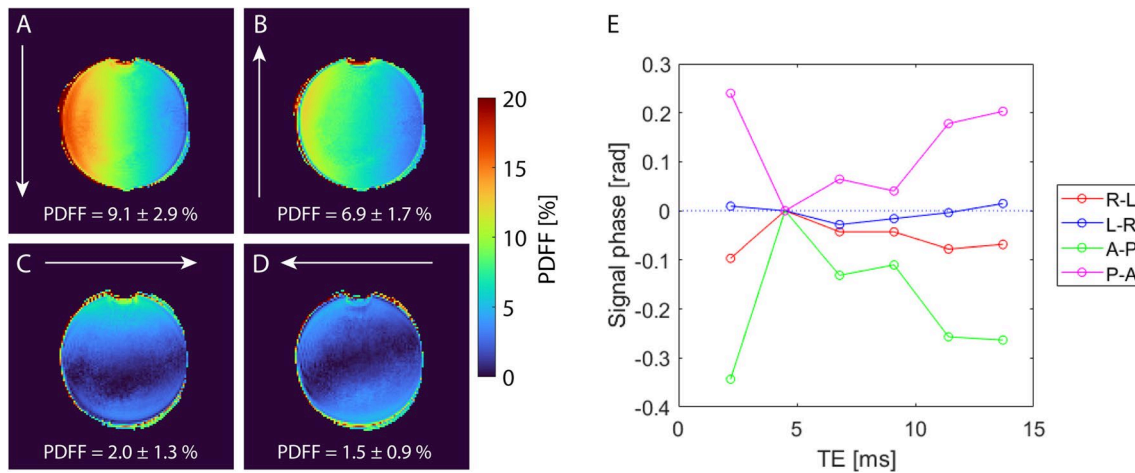 A
B
PDFF = 9.1 ± 2.9 %
PDFF = 6.9 ± 1.7 %
C
D
PDFF = 2.0 ± 1.3 %
PDFF = 1.5 ± 0.9 %
20
15
10
5
0
PDFF [%]
E
0.3
0.2
0.1
0
-0.1
-0.2
-0.3
-0.4
Signal phase [rad]
0
5
10
15
TE [ms]
R-L
L-R
A-P
P-A